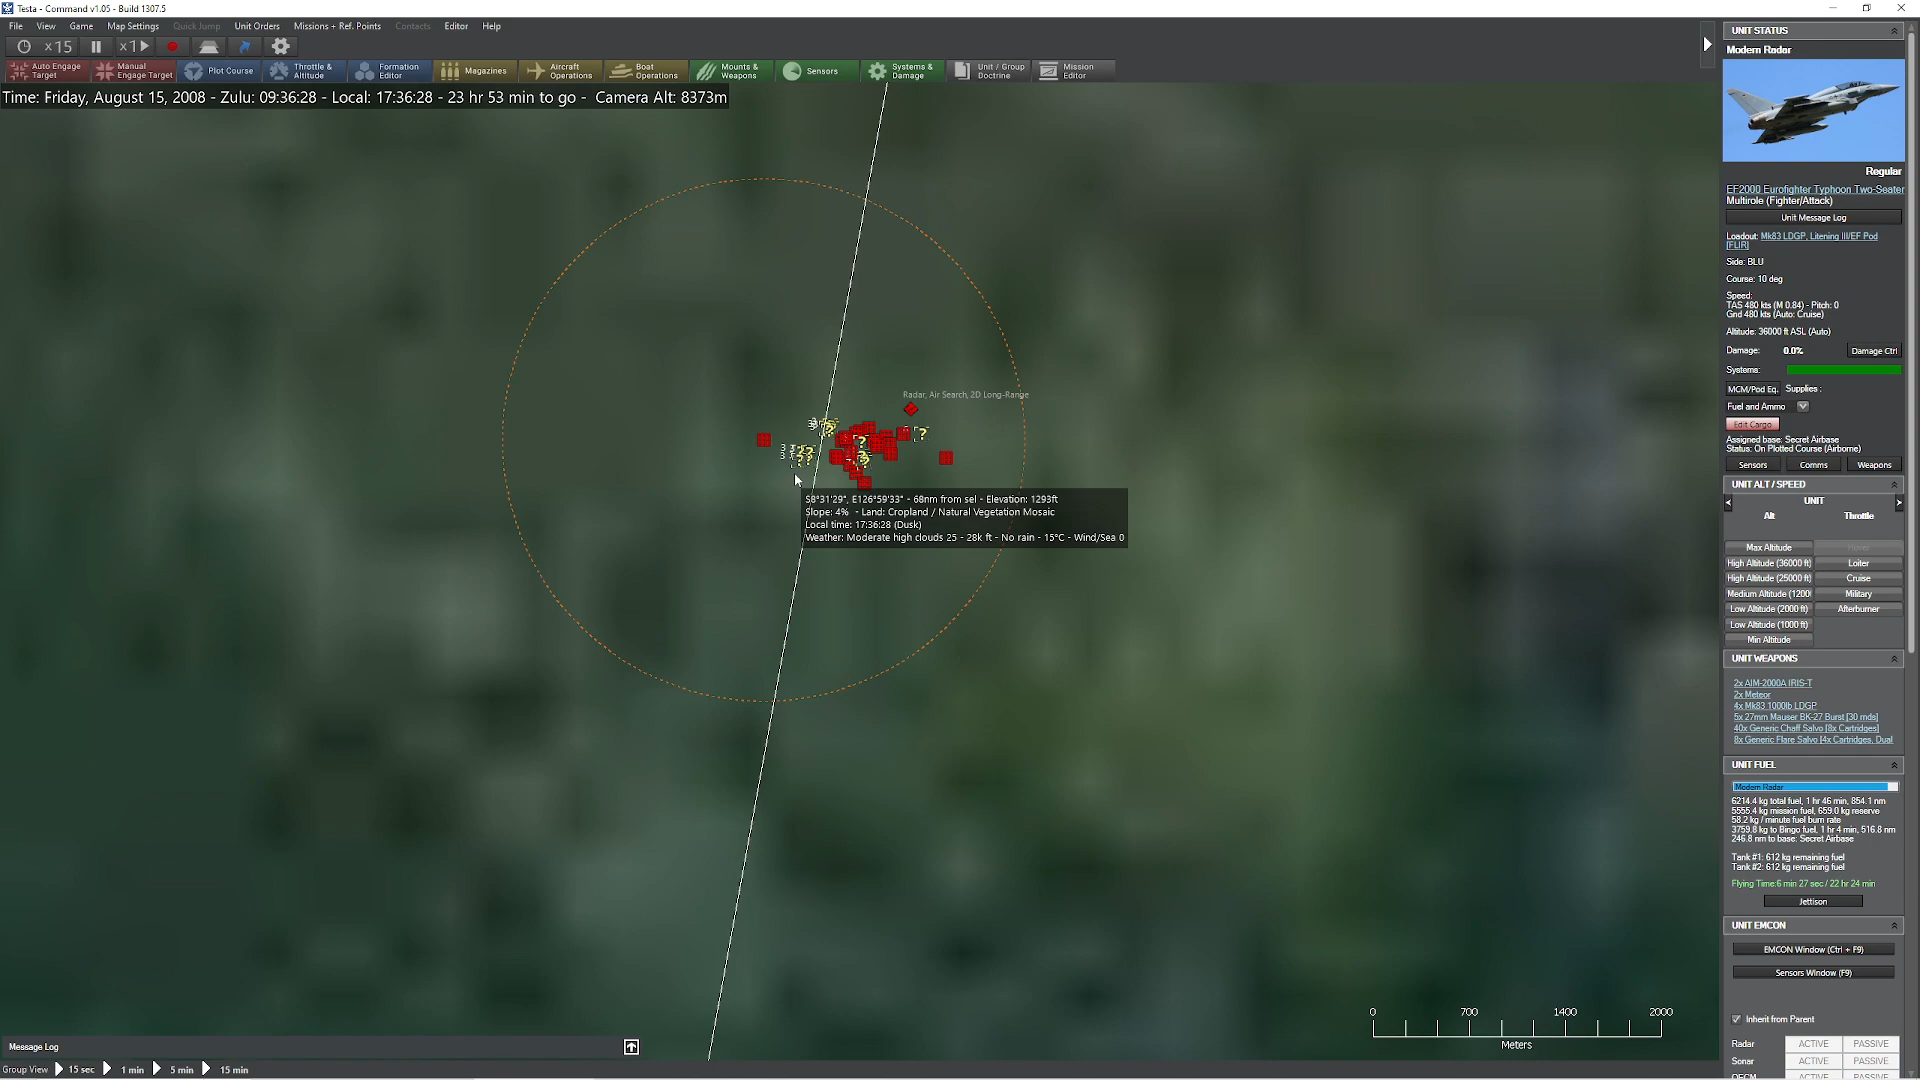 Testa - Command v1.05 - Build 1307.5
File View Game Map Settings Quick Jump Unit Orders Missions + Ref. Points Contacts Editor Help
x15 x1
Auto Engage Target
Manual Engage Target
Plot Course
Throttle & Altitude
Formation Editor
Magazines
Aircraft Operations
Boat Operations
Mounts & Weapons
Sensors
Systems & Damage
Unit / Group Doctrine
Mission Editor
Time: Friday, August 15, 2008 - Zulu: 09:36:28 - Local: 17:36:28 - 23 hr 53 min to go - Camera Alt: 8373m
Radar, Air Search, 2D Long-Range
S8°31'29", E126°59'33" - 68nm from sel - Elevation: 1293ft
Slope: 4% - Land: Cropland / Natural Vegetation Mosaic
Local time: 17:36:28 (Dusk)
Weather: Moderate high clouds 25 - 28k ft - No rain - 15°C - Wind/Sea 0
0 700 1400 2000
Meters
Message Log
Group View 15 sec 1 min 5 min 15 min
UNIT STATUS
Modern Radar
Regular
EF2000 Eurofighter Typhoon Two-Seater
Multirole (Fighter/Attack)
Unit Message Log
Loadout: Mk83 LDGP, Litening III/EF Pod
[FLIR]
Side: BLU
Course: 10 deg
Speed:
TAS 480 kts (M 0.84) - Pitch: 0
Gnd 480 kts (Auto: Cruise)
Altitude: 36000 ft ASL (Auto)
Damage: 0.0% Damage Ctrl
Systems:
MCM/Pod Eq. Supplies :
Fuel and Ammo
Edit Cargo
Assigned base: Secret Airbase
Status: On Plotted Course (Airborne)
Sensors Comms Weapons
UNIT ALT / SPEED
< UNIT >
Alt Throttle
Max Altitude Hover
High Altitude (36000 ft) Loiter
High Altitude (25000 ft) Cruise
Medium Altitude (1200 Military
Low Altitude (2000 ft) Afterburner
Low Altitude (1000 ft)
Min Altitude
UNIT WEAPONS
2x AIM-2000A IRIS-T
2x Meteor
4x Mk83 1000lb LDGP
5x 27mm Mauser BK-27 Burst [30 rnds]
40x Generic Chaff Salvo [8x Cartridges]
8x Generic Flare Salvo [4x Cartridges, Dual
UNIT FUEL
Modern Radar
6214.4 kg total fuel, 1 hr 46 min, 854.1 nm
5555.4 kg mission fuel, 659.0 kg reserve
58.2 kg / minute fuel burn rate
3759.8 kg to Bingo fuel, 1 hr 4 min, 516.8 nm
246.8 nm to base: Secret Airbase
Tank #1: 612 kg remaining fuel
Tank #2: 612 kg remaining fuel
Flying Time:6 min 27 sec / 22 hr 24 min
Jettison
UNIT EMCON
EMCON Window (Ctrl + F9)
Sensors Window (F9)
Inherit from Parent
Radar ACTIVE PASSIVE
Sonar ACTIVE PASSIVE
OECM ACTIVE PASSIVE